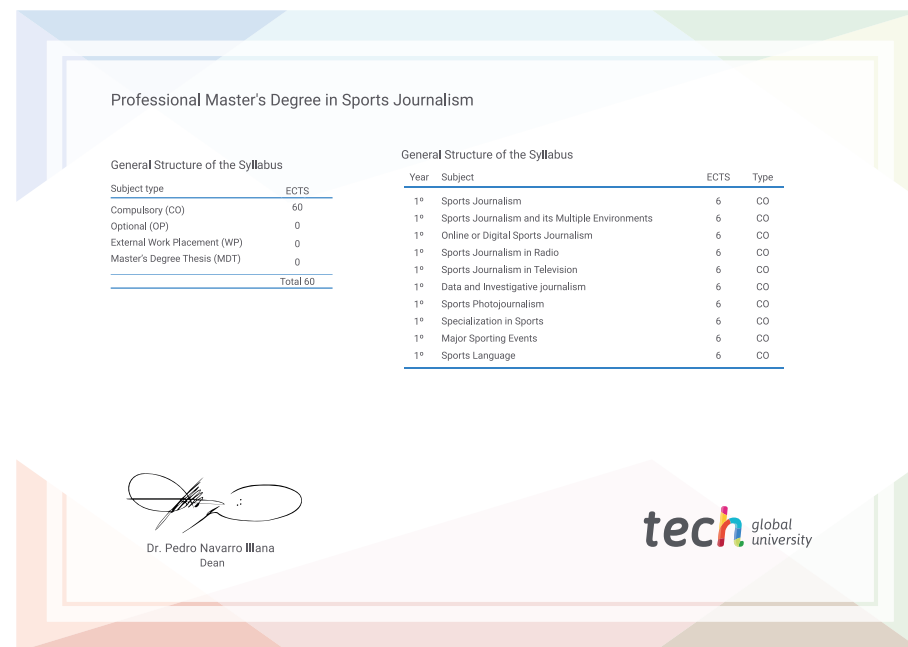 Professional Master's Degree in Sports Journalism
General Structure of the Syllabus
Subject type ECTS
Compulsory (CO) 60
Optional (OP) 0
External Work Placement (WP) 0
Master's Degree Thesis (MDT) 0
Total 60
General Structure of the Syllabus
Year Subject ECTS Type
1º Sports Journalism 6 CO
1º Sports Journalism and its Multiple Environments 6 CO
1º Online or Digital Sports Journalism 6 CO
1º Sports Journalism in Radio 6 CO
1º Sports Journalism in Television 6 CO
1º Data and Investigative journalism 6 CO
1º Sports Photojournalism 6 CO
1º Specialization in Sports 6 CO
1º Major Sporting Events 6 CO
1º Sports Language 6 CO
Dr. Pedro Navarro Illana
Dean
tech global university